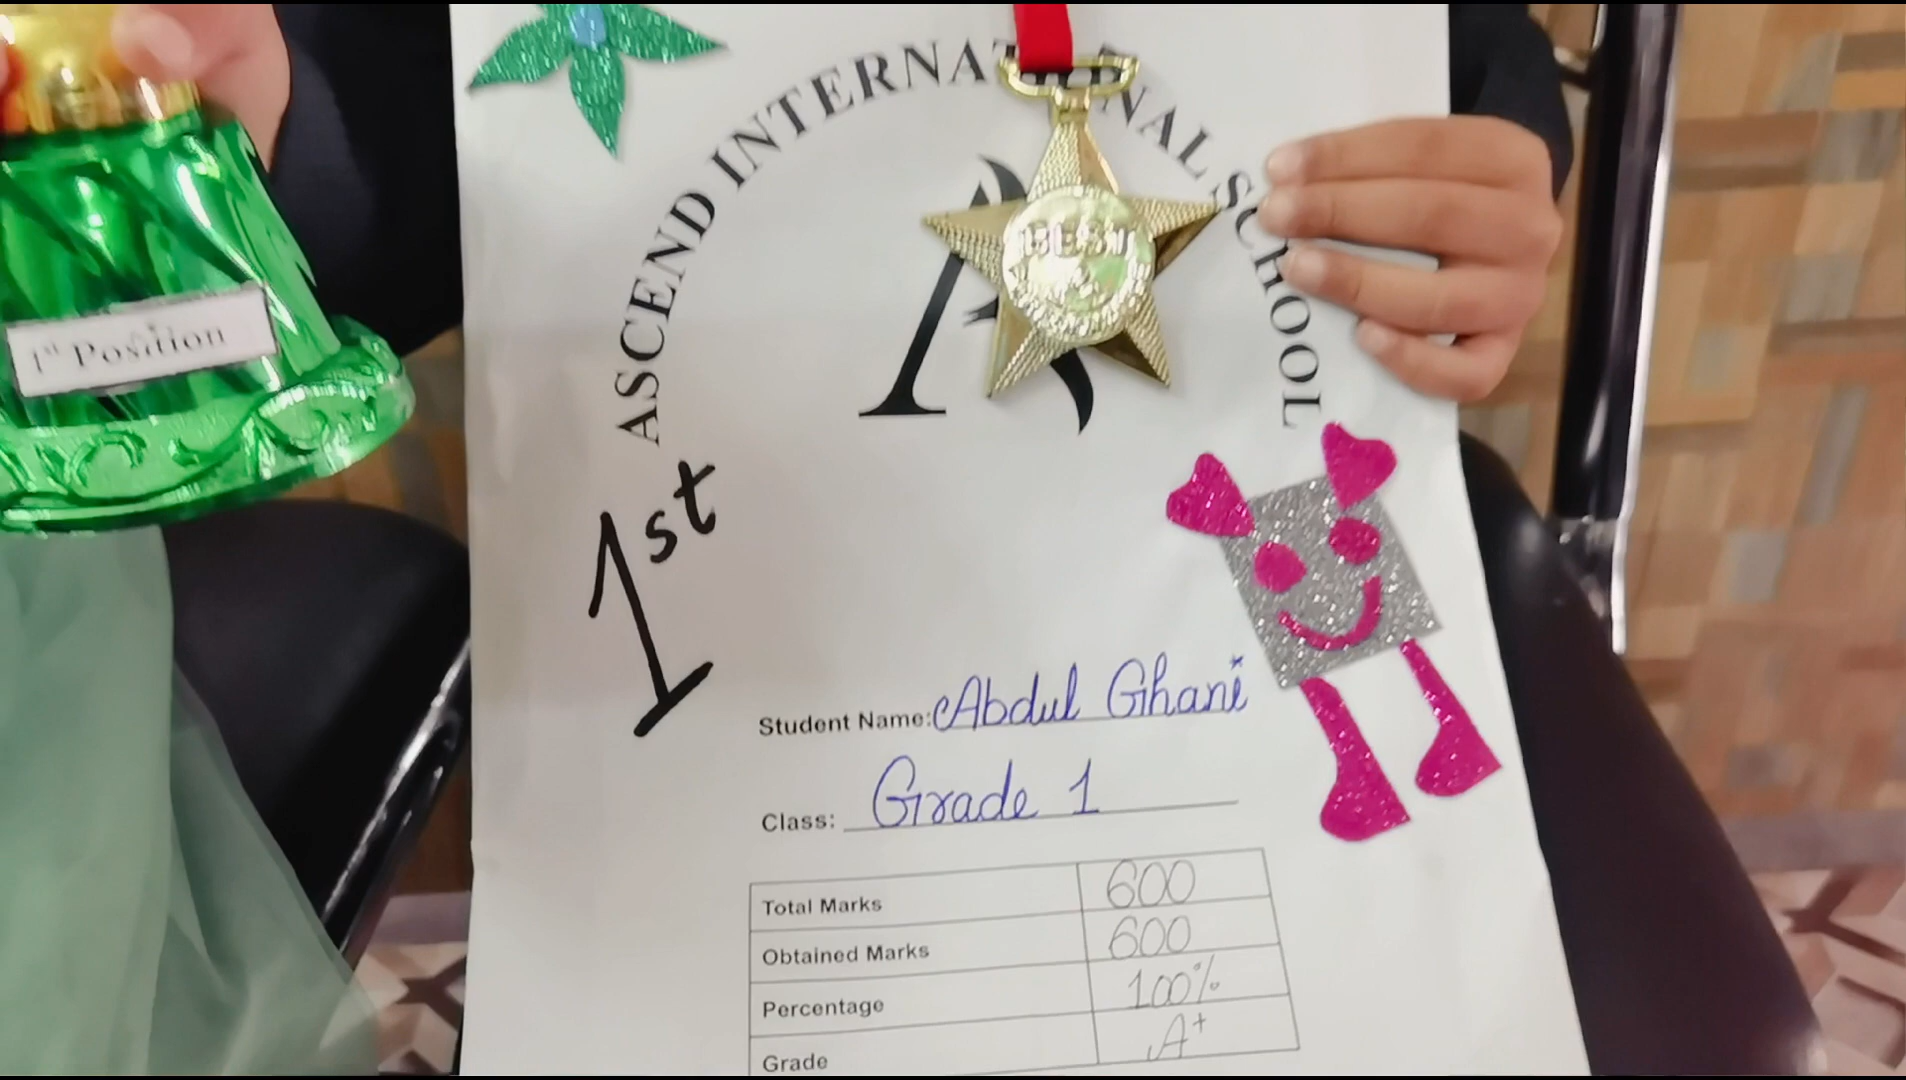 ASCEND INTERNATIONAL SCHOOL
A
BEST
1st Position
1st
Student Name: Abdul Ghani
Class: Grade 1
Total Marks 600
Obtained Marks 600
Percentage 100%
Grade A+